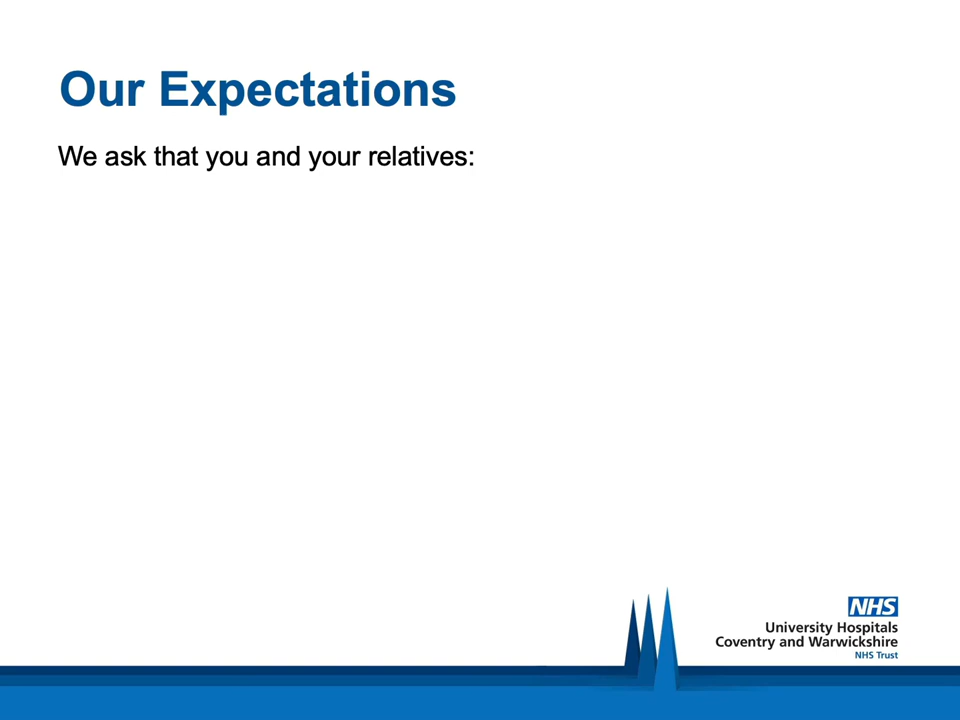 Our Expectations
We ask that you and your relatives:
NHS
University Hospitals
Coventry and Warwickshire
NHS Trust